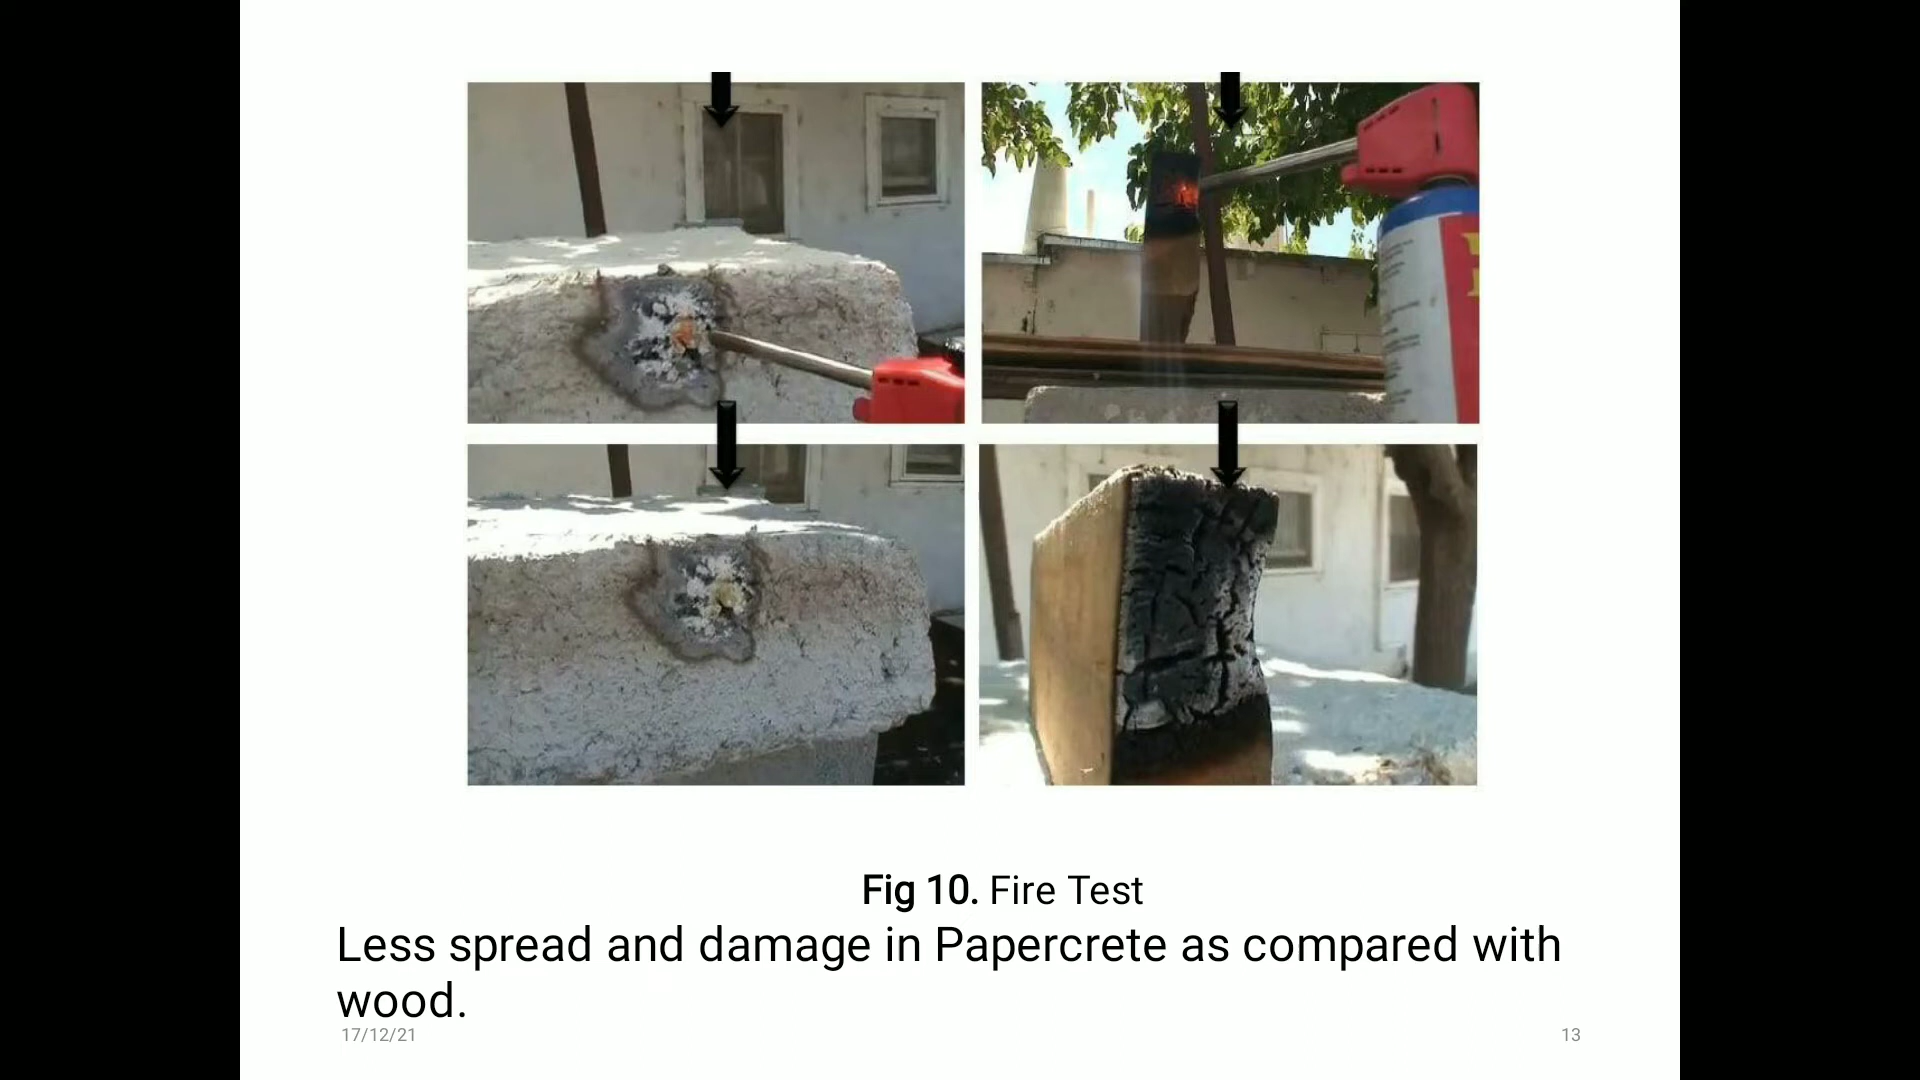 Fig 10. Fire Test
Less spread and damage in Papercrete as compared with
wood.
17/12/21
13